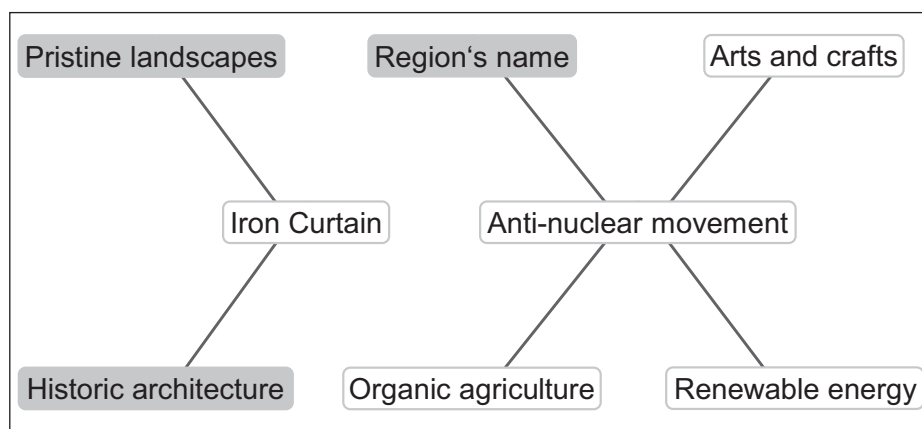 Pristine landscapes
Region‘s name
Arts and crafts
Iron Curtain
Anti-nuclear movement
Historic architecture
Organic agriculture
Renewable energy